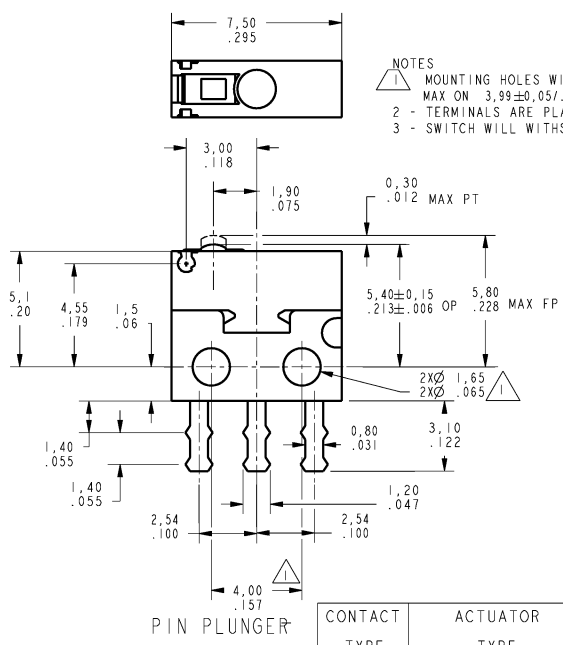 7,50
.295
NOTES
1 MOUNTING HOLES WI
MAX ON 3,99±0,05/.
2 - TERMINALS ARE PLA
3 - SWITCH WILL WITHS
3,00
.118
1,90
.075
0,30
.012 MAX PT
5,1
.20
4,55
.179
1,5
.06
5,40±0,15
.213±.006 OP
5,80
.228 MAX FP
2XØ 1,65
2XØ .065 1
1,40
.055
0,80
.031
3,10
.122
1,40
.055
1,20
.047
2,54
.100
2,54
.100
4,00
.157
1
PIN PLUNGER
CONTACT ACTUATOR
TYPE TYPE